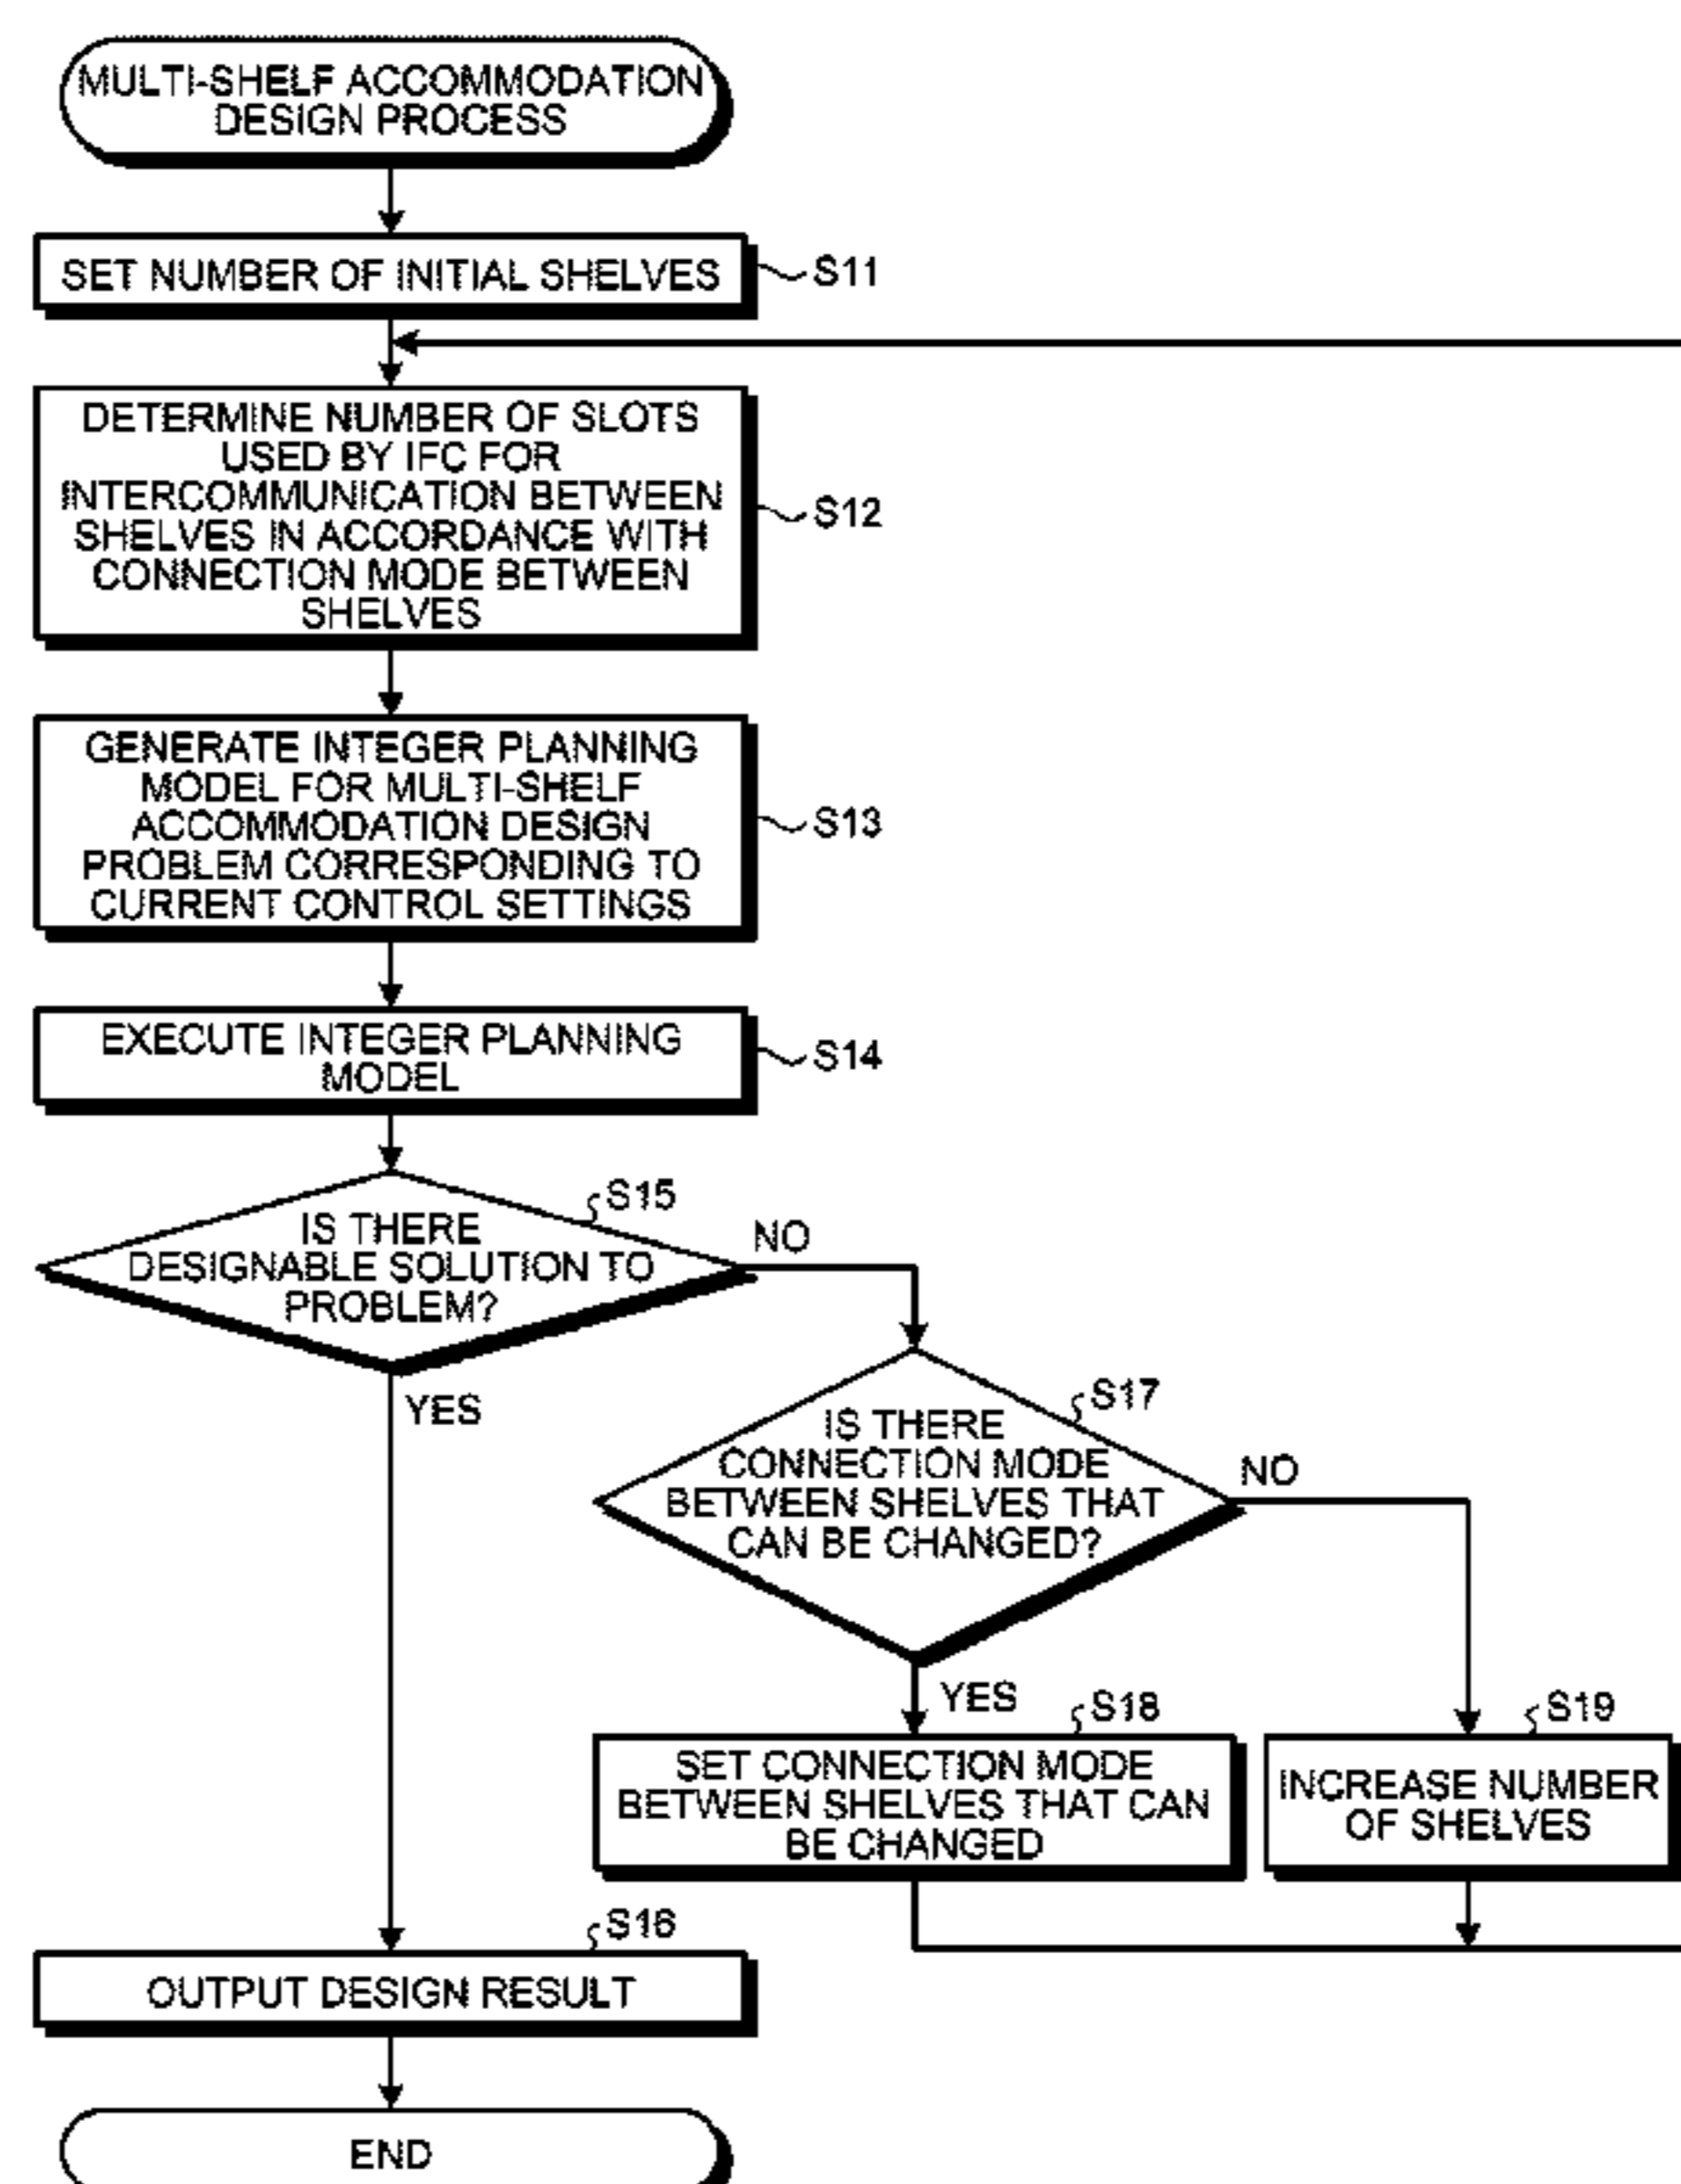 MULTI-SHELF ACCOMMODATION
DESIGN PROCESS
SET NUMBER OF INITIAL SHELVES
S11
DETERMINE NUMBER OF SLOTS
USED BY IFC FOR
INTERCOMMUNICATION BETWEEN
SHELVES IN ACCORDANCE WITH
CONNECTION MODE BETWEEN
SHELVES
S12
GENERATE INTEGER PLANNING
MODEL FOR MULTI-SHELF
ACCOMMODATION DESIGN
PROBLEM CORRESPONDING TO
CURRENT CONTROL SETTINGS
S13
EXECUTE INTEGER PLANNING
MODEL
S14
S15
IS THERE
DESIGNABLE SOLUTION TO
PROBLEM?
NO
YES
S17
IS THERE
CONNECTION MODE
BETWEEN SHELVES THAT
CAN BE CHANGED?
NO
YES
S18
SET CONNECTION MODE
BETWEEN SHELVES THAT CAN
BE CHANGED
S19
INCREASE NUMBER
OF SHELVES
S16
OUTPUT DESIGN RESULT
END